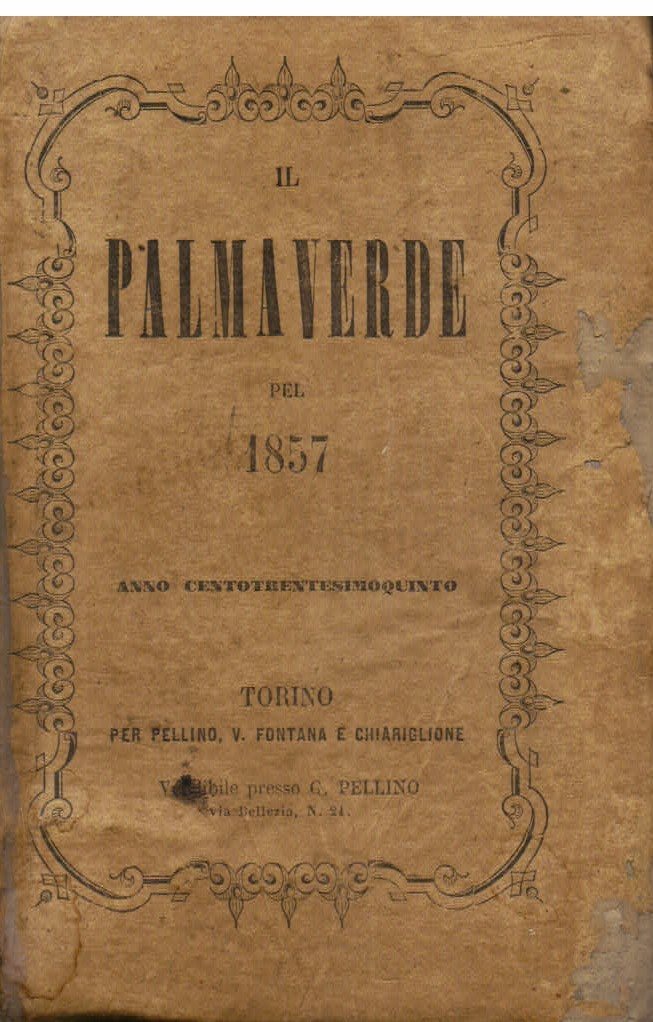 IL
PALMAVERDE
PEL
1857
ANNO CENTOTRENTESIMOQUINTO
TORINO
PER PELLINO, V. FONTANA E CHIARIGLIONE
presso G. PELLINO
via Bellezia, N. 21.